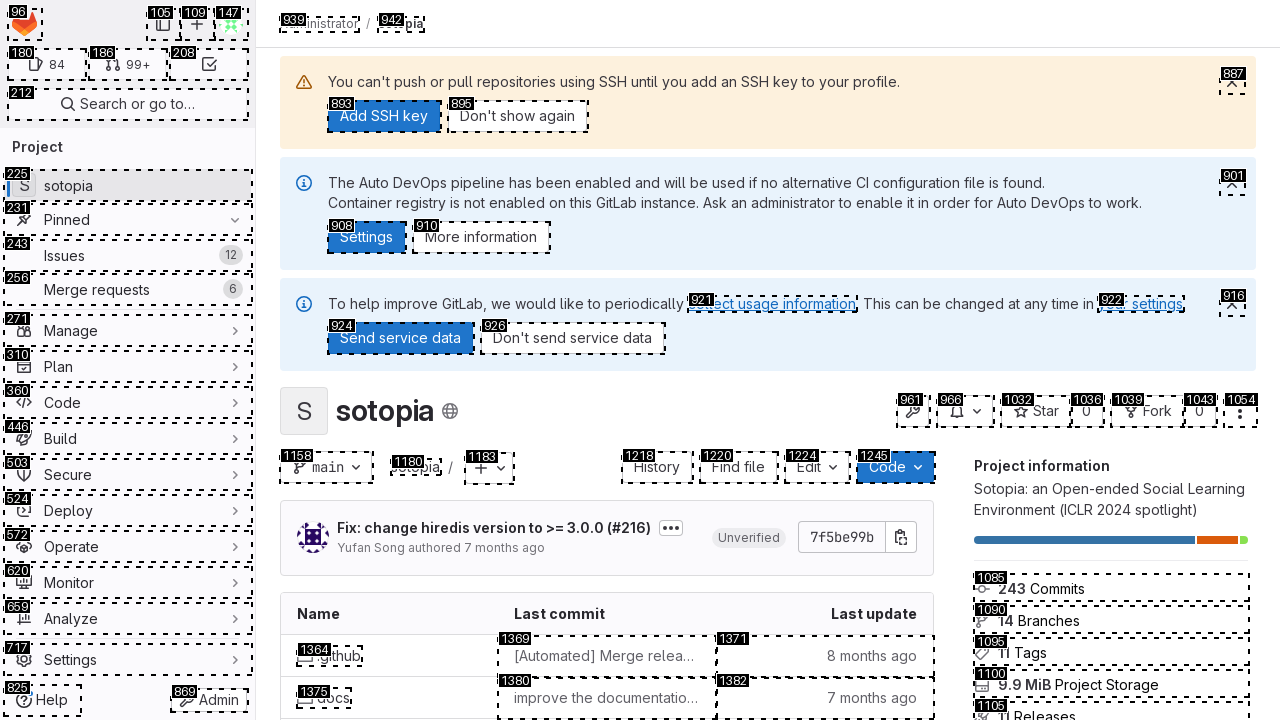 96
105
109
147
180
84
186
99+
208
212
Search or go to…
Project
225
S
sotopia
231
Pinned
243
Issues
12
256
Merge requests
6
271
Manage
310
Plan
360
Code
446
Build
503
Secure
524
Deploy
572
Operate
620
Monitor
659
Analyze
717
Settings
825
Help
869
Admin
939
942
/
887
You can't push or pull repositories using SSH until you add an SSH key to your profile.
893
Add SSH key
895
Don't show again
901
The Auto DevOps pipeline has been enabled and will be used if no alternative CI configuration file is found.
Container registry is not enabled on this GitLab instance. Ask an administrator to enable it in order for Auto DevOps to work.
908
Settings
910
More information
916
To help improve GitLab, we would like to periodically 921 collect usage information. This can be changed at any time in 922 your settings.
924
Send service data
926
Don't send service data
S
sotopia
961
966
1032
Star
1036
0
1039
Fork
1043
0
1054
1158
main
1180
sotopia /
1183
1218
History
1220
Find file
1224
Edit
1245
Code
Fix: change hiredis version to >= 3.0.0 (#216)
Yufan Song authored 7 months ago
Unverified
7f5be99b
Name
Last commit
Last update
1364
.github
1369
[Automated] Merge relea…
1371
8 months ago
1375
docs
1380
improve the documentatio…
1382
7 months ago
Project information
Sotopia: an Open-ended Social Learning
Environment (ICLR 2024 spotlight)
1085
243 Commits
1090
14 Branches
1095
11 Tags
1100
9.9 MiB Project Storage
1105
11 Releases